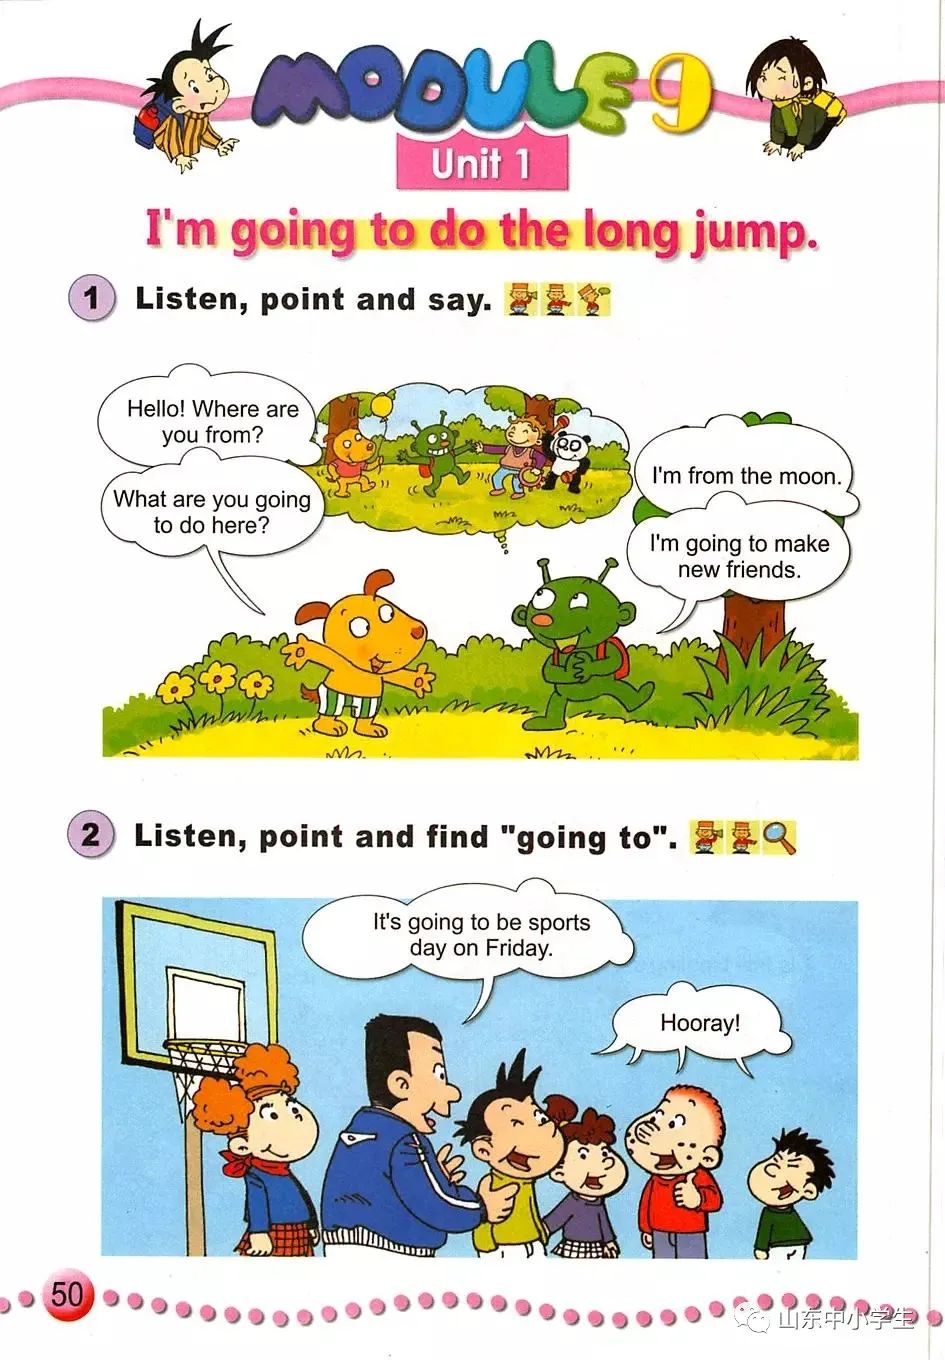 MODULE 9
Unit 1
I'm going to do the long jump.
1 Listen, point and say.
Hello! Where are
you from?
What are you going
to do here?
I'm from the moon.
I'm going to make
new friends.
2 Listen, point and find "going to".
It's going to be sports
day on Friday.
Hooray!
50
山东中小学生